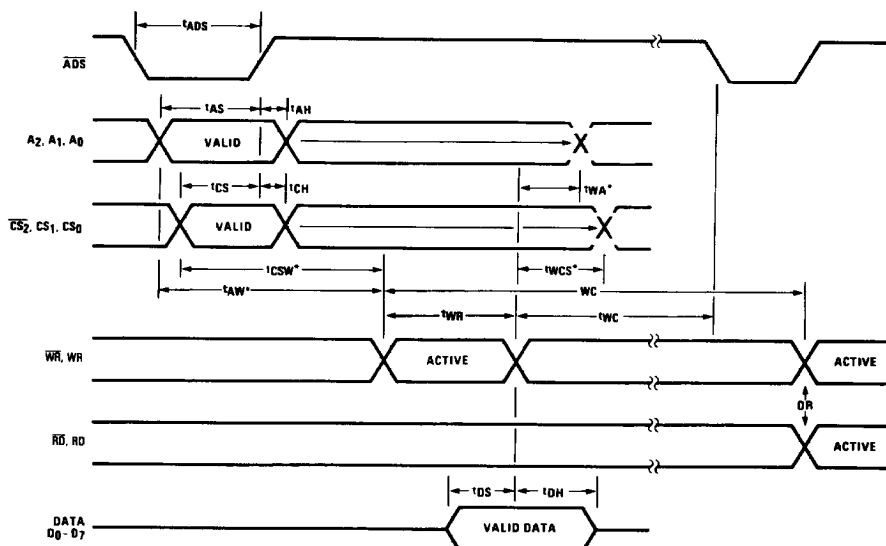 tADS
ADS
tAS tAH
A2, A1, A0 VALID
tWA*
tCS tCH
CS2, CS1, CS0 VALID
tCSW* tWCS*
tAW* WC
tWR tWC
WR, WR ACTIVE ACTIVE
OR
RD, RD ACTIVE
tDS tDH
DATA
D0 - D7 VALID DATA